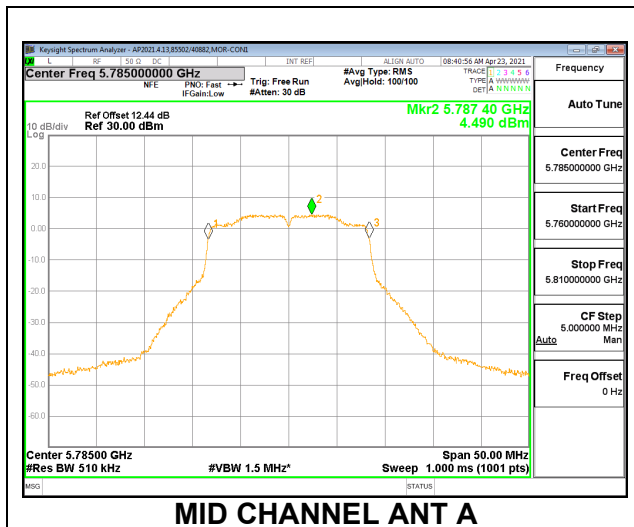 Keysight Spectrum Analyzer - AP2021.4.13,85502/40882,MOR-CON1
L RF 50 Ω DC INT REF ALIGN AUTO 08:40:56 AM Apr 23, 2021
Center Freq 5.785000000 GHz
NFE PNO: Fast IFGain:Low
Trig: Free Run
#Atten: 30 dB
#Avg Type: RMS
Avg|Hold: 100/100
TRACE 1 2 3 4 5 6
TYPE A WWWWW
DET A N N N N N
Frequency
Auto Tune
Center Freq
5.785000000 GHz
Start Freq
5.760000000 GHz
Stop Freq
5.810000000 GHz
CF Step
5.000000 MHz
Auto Man
Freq Offset
0 Hz
Mkr2 5.787 40 GHz
4.490 dBm
Ref Offset 12.44 dB
10 dB/div Ref 30.00 dBm
Log
20.0
10.0
0.00
-10.0
-20.0
-30.0
-40.0
-50.0
-60.0
1
2
3
Center 5.78500 GHz Span 50.00 MHz
#Res BW 510 kHz #VBW 1.5 MHz* Sweep 1.000 ms (1001 pts)
MSG STATUS
MID CHANNEL ANT A